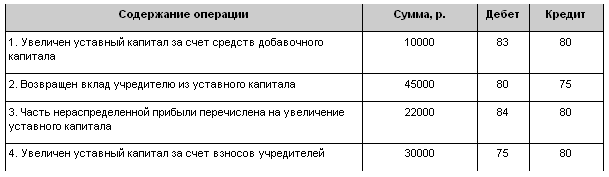 Содержание операции Сумма, р. Дебет Кредит
1. Увеличен уставный капитал за счет средств добавочного 10000 83 80
капитала
2. Возвращен вклад учредителю из уставного капитала 45000 80 75
3. Часть нераспределенной прибыли перечислена на увеличение 22000 84 80
уставного капитала
4. Увеличен уставный капитал за счет взносов учредителей 30000 75 80